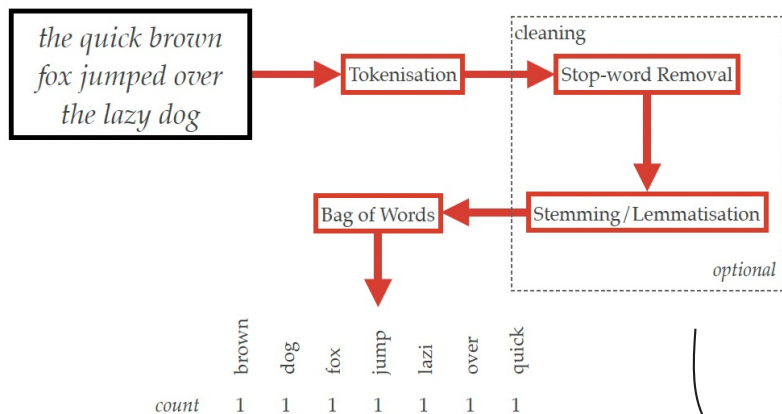 the quick brown
fox jumped over
the lazy dog
Tokenisation
cleaning
Stop-word Removal
Stemming/Lemmatisation
optional
Bag of Words
brown
dog
fox
jump
lazi
over
quick
count 1 1 1 1 1 1 1